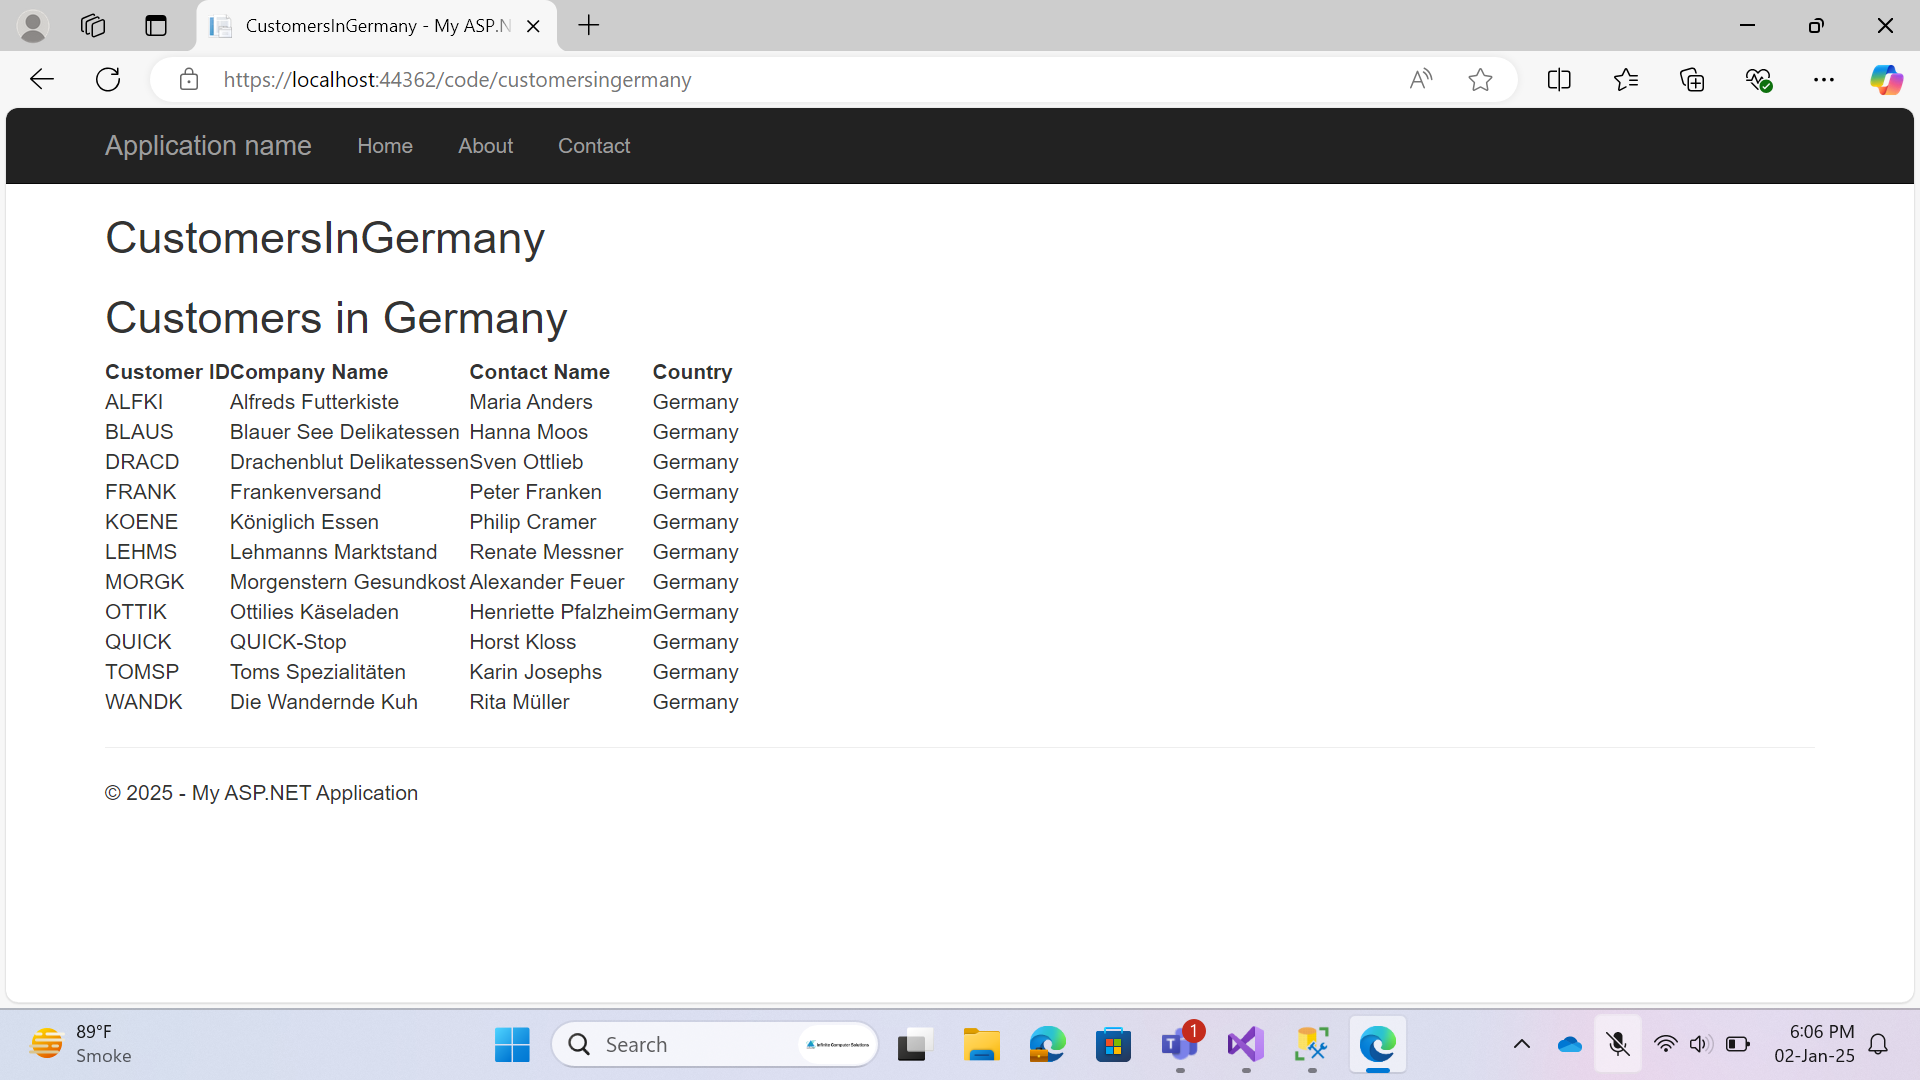 CustomersInGermany - My ASP.N
https://localhost:44362/code/customersingermany
Application name Home About Contact
CustomersInGermany
Customers in Germany
Customer ID Company Name Contact Name Country
ALFKI Alfreds Futterkiste Maria Anders Germany
BLAUS Blauer See Delikatessen Hanna Moos Germany
DRACD Drachenblut Delikatessen Sven Ottlieb Germany
FRANK Frankenversand Peter Franken Germany
KOENE Königlich Essen Philip Cramer Germany
LEHMS Lehmanns Marktstand Renate Messner Germany
MORGK Morgenstern Gesundkost Alexander Feuer Germany
OTTIK Ottilies Käseladen Henriette Pfalzheim Germany
QUICK QUICK-Stop Horst Kloss Germany
TOMSP Toms Spezialitäten Karin Josephs Germany
WANDK Die Wandernde Kuh Rita Müller Germany
© 2025 - My ASP.NET Application
89°F
Smoke
Search
Infinite Computer Solutions
1
6:06 PM
02-Jan-25